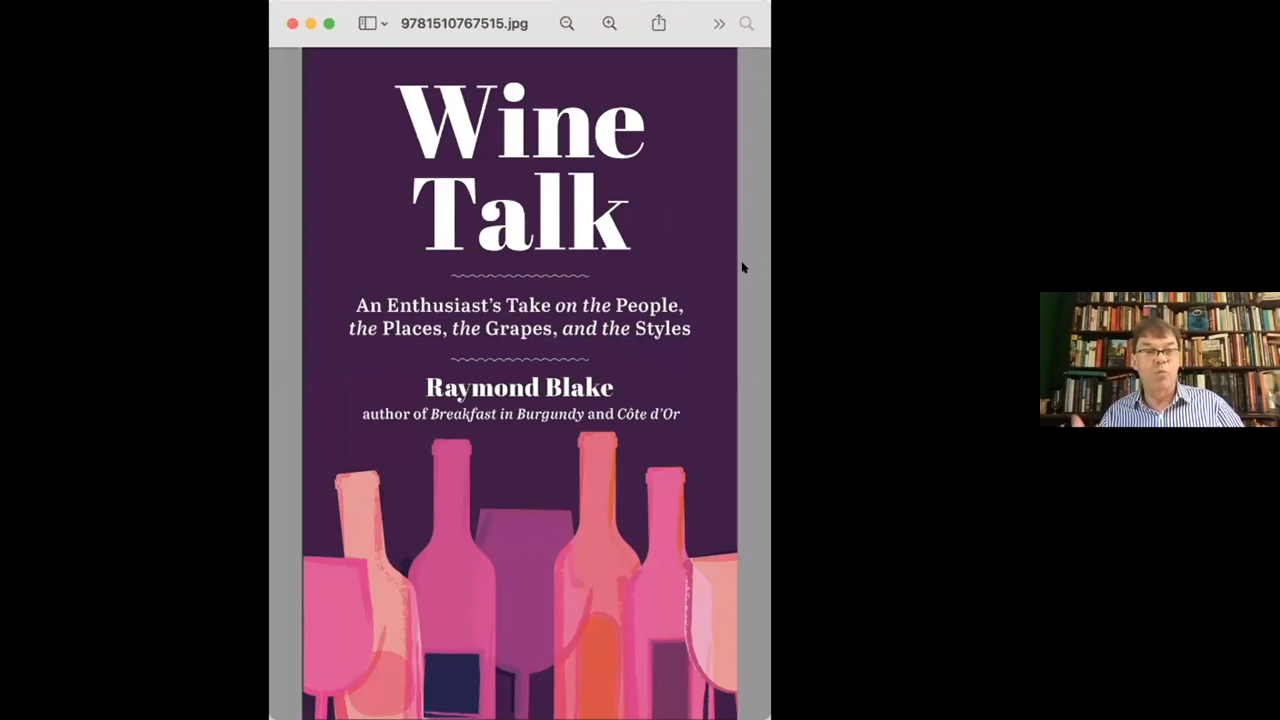 9781510767515.jpg
Wine
Talk
An Enthusiast's Take on the People,
the Places, the Grapes, and the Styles
Raymond Blake
author of Breakfast in Burgundy and Côte d'Or